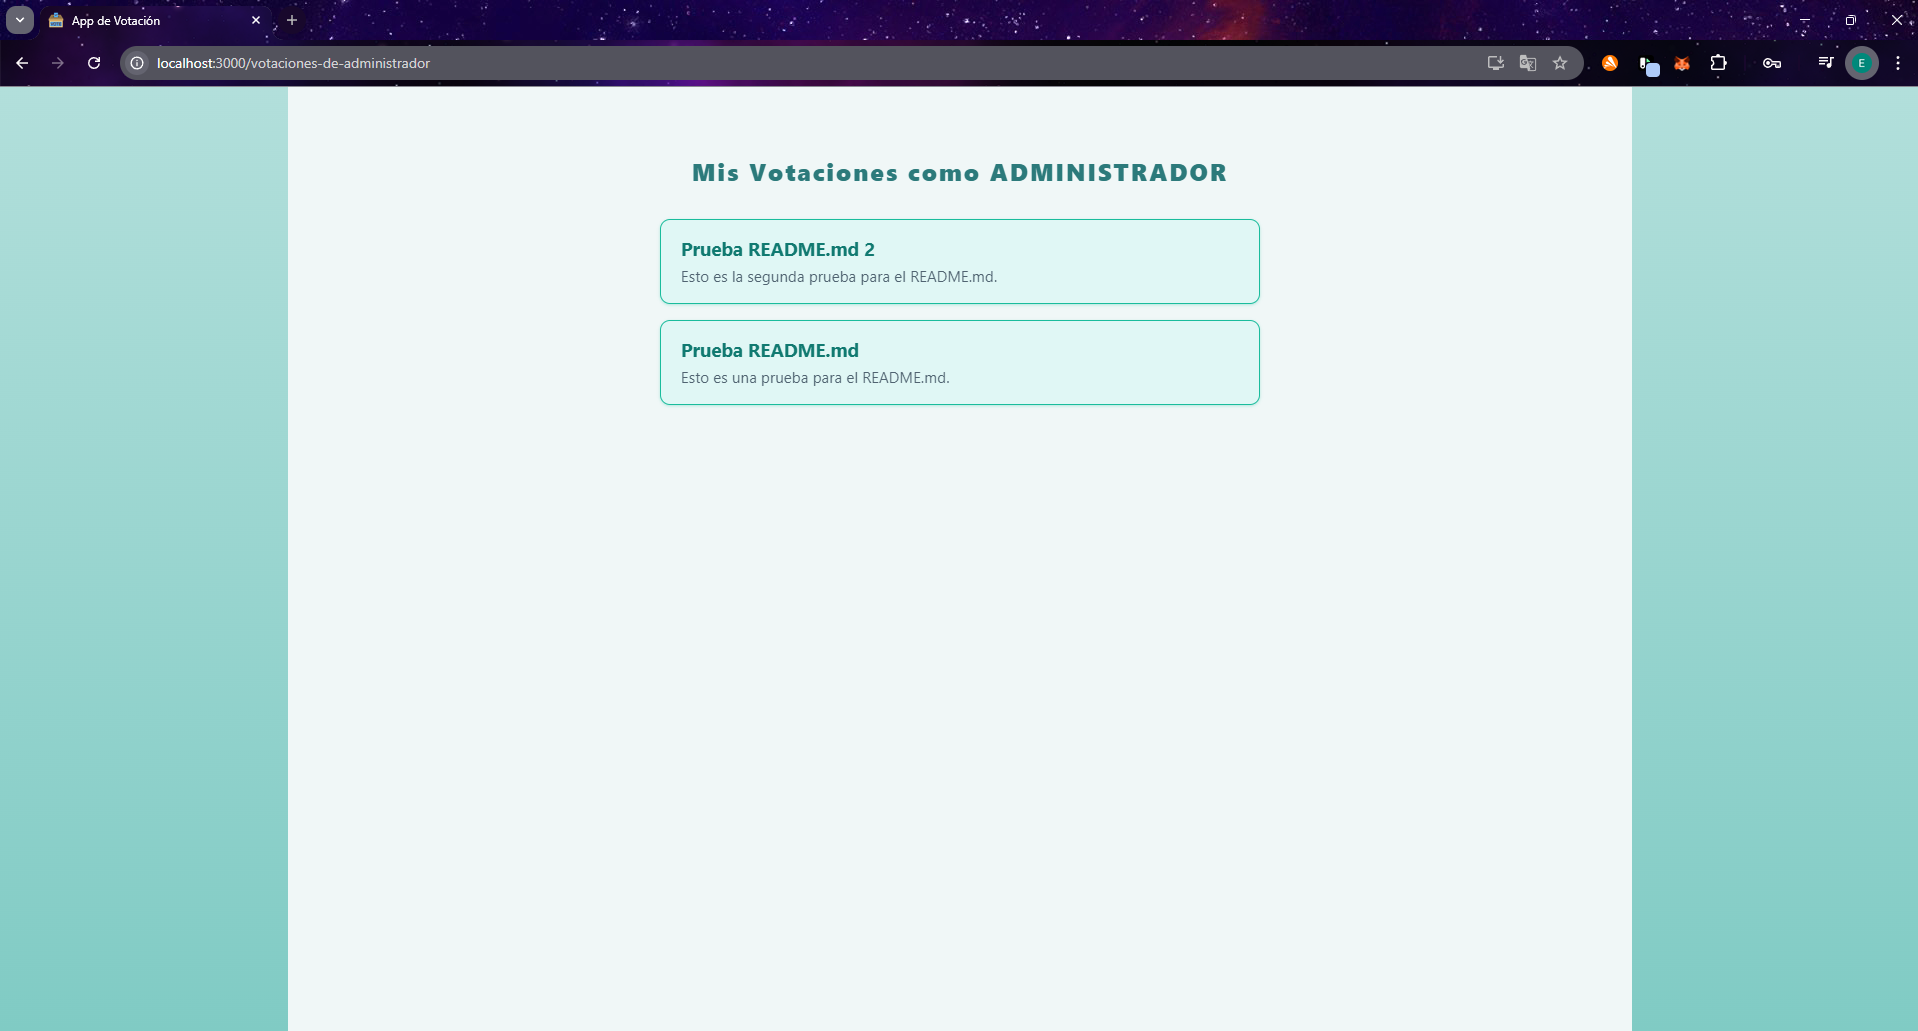 App de Votación
localhost:3000/votaciones-de-administrador
E
Mis Votaciones como ADMINISTRADOR
Prueba README.md 2
Esto es la segunda prueba para el README.md.
Prueba README.md
Esto es una prueba para el README.md.